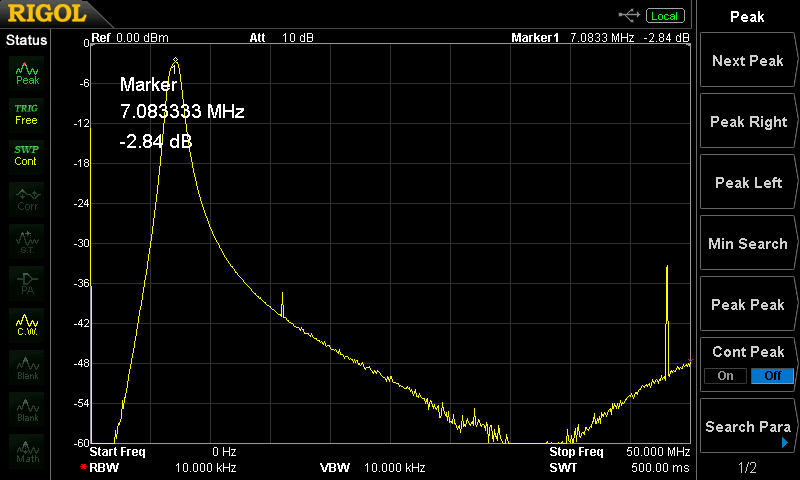 RIGOL
Local
Peak
Status
Ref 0.00 dBm Att 10 dB Marker1 7.0833 MHz -2.84 dB
Peak
TRIG
Free
SWP
Cont
Corr
S.T.
PA
C.W.
Blank
Blank
Math
0
-6
-12
-18
-24
-30
-36
-42
-48
-54
-60
Marker
7.083333 MHz
-2.84 dB
Start Freq 0 Hz Stop Freq 50.000 MHz
RBW 10.000 kHz VBW 10.000 kHz SWT 500.00 ms
Next Peak
Peak Right
Peak Left
Min Search
Peak Peak
Cont Peak
On Off
Search Para
1/2